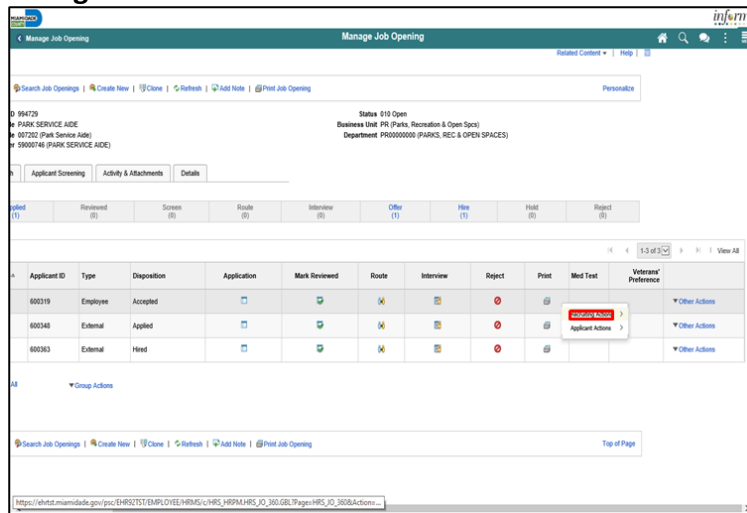 MIAMI-DADE
COUNTY
inform
Manage Job Opening
Manage Job Opening
Related Content | Help |
Search Job Openings | Create New | Clone | Refresh | Add Note | Print Job Opening
Personalize
ID 994729
Status 010 Open
le PARK SERVICE AIDE
Business Unit PR (Parks, Recreation & Open Spcs)
de 007202 (Park Service Aide)
Department PR00000000 (PARKS, REC & OPEN SPACES)
er 59000746 (PARK SERVICE AIDE)
h Applicant Screening Activity & Attachments Details
pplied Reviewed Screen Route Interview Offer Hire Hold Reject
(1) (0) (0) (0) (0) (1) (1) (0) (0)
1-3 of 3 View All
Applicant ID Type Disposition Application Mark Reviewed Route Interview Reject Print Med Test Veterans' Preference
600319 Employee Accepted Other Actions
Recruiting Actions
600348 External Applied Applicant Actions Other Actions
600363 External Hired Other Actions
All Group Actions
Search Job Openings | Create New | Clone | Refresh | Add Note | Print Job Opening
Top of Page
https://ehrtst.miamidade.gov/psc/EHR92TST/EMPLOYEE/HRMS/c/HRS_HRPM.HRS_JO_360.GBL?Page=HRS_JO_360&Action=...